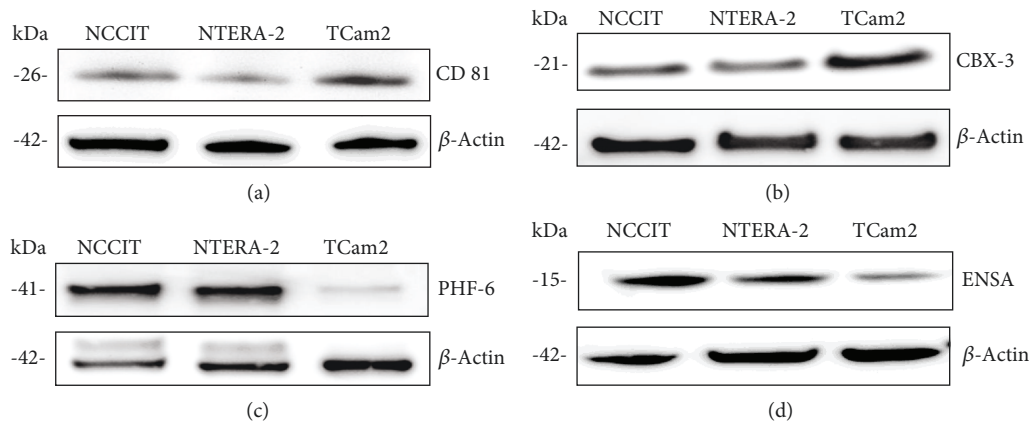 kDa NCCIT NTERA-2 TCam2
-26- CD 81
-42- β-Actin
(a)
kDa NCCIT NTERA-2 TCam2
-21- CBX-3
-42- β-Actin
(b)
kDa NCCIT NTERA-2 TCam2
-41- PHF-6
-42- β-Actin
(c)
kDa NCCIT NTERA-2 TCam2
-15- ENSA
-42- β-Actin
(d)